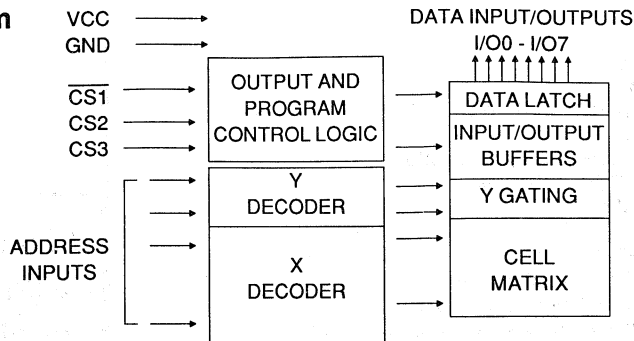 m
VCC
GND
CS1
CS2
CS3
ADDRESS
INPUTS
OUTPUT AND
PROGRAM
CONTROL LOGIC
Y
DECODER
X
DECODER
DATA INPUT/OUTPUTS
I/O0 - I/O7
DATA LATCH
INPUT/OUTPUT
BUFFERS
Y GATING
CELL
MATRIX